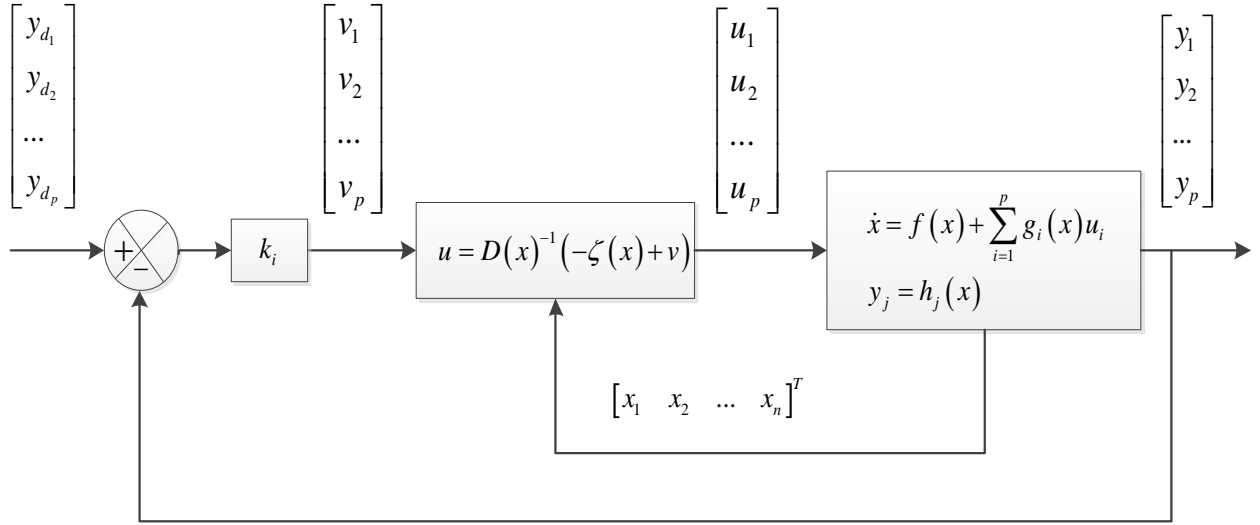 [y_{d_1} y_{d_2} ... y_{d_p}]
[v_1 v_2 ... v_p]
[u_1 u_2 ... u_p]
[y_1 y_2 ... y_p]
+
−
k_i
u = D(x)^{-1}(−ζ(x)+v)
ẋ = f(x)+∑_{i=1}^{p} g_i(x)u_i
y_j = h_j(x)
[x_1 x_2 ... x_n]^T